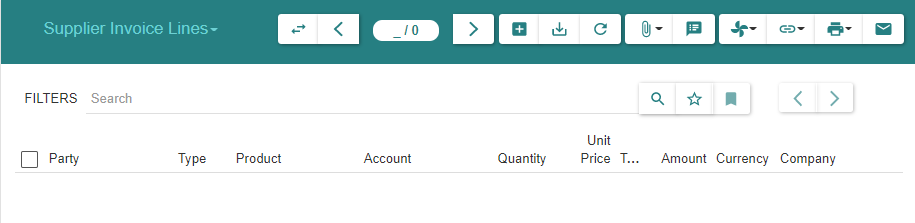 Supplier Invoice Lines
_ / 0
FILTERS Search
Party Type Product Account Quantity Unit Price T... Amount Currency Company